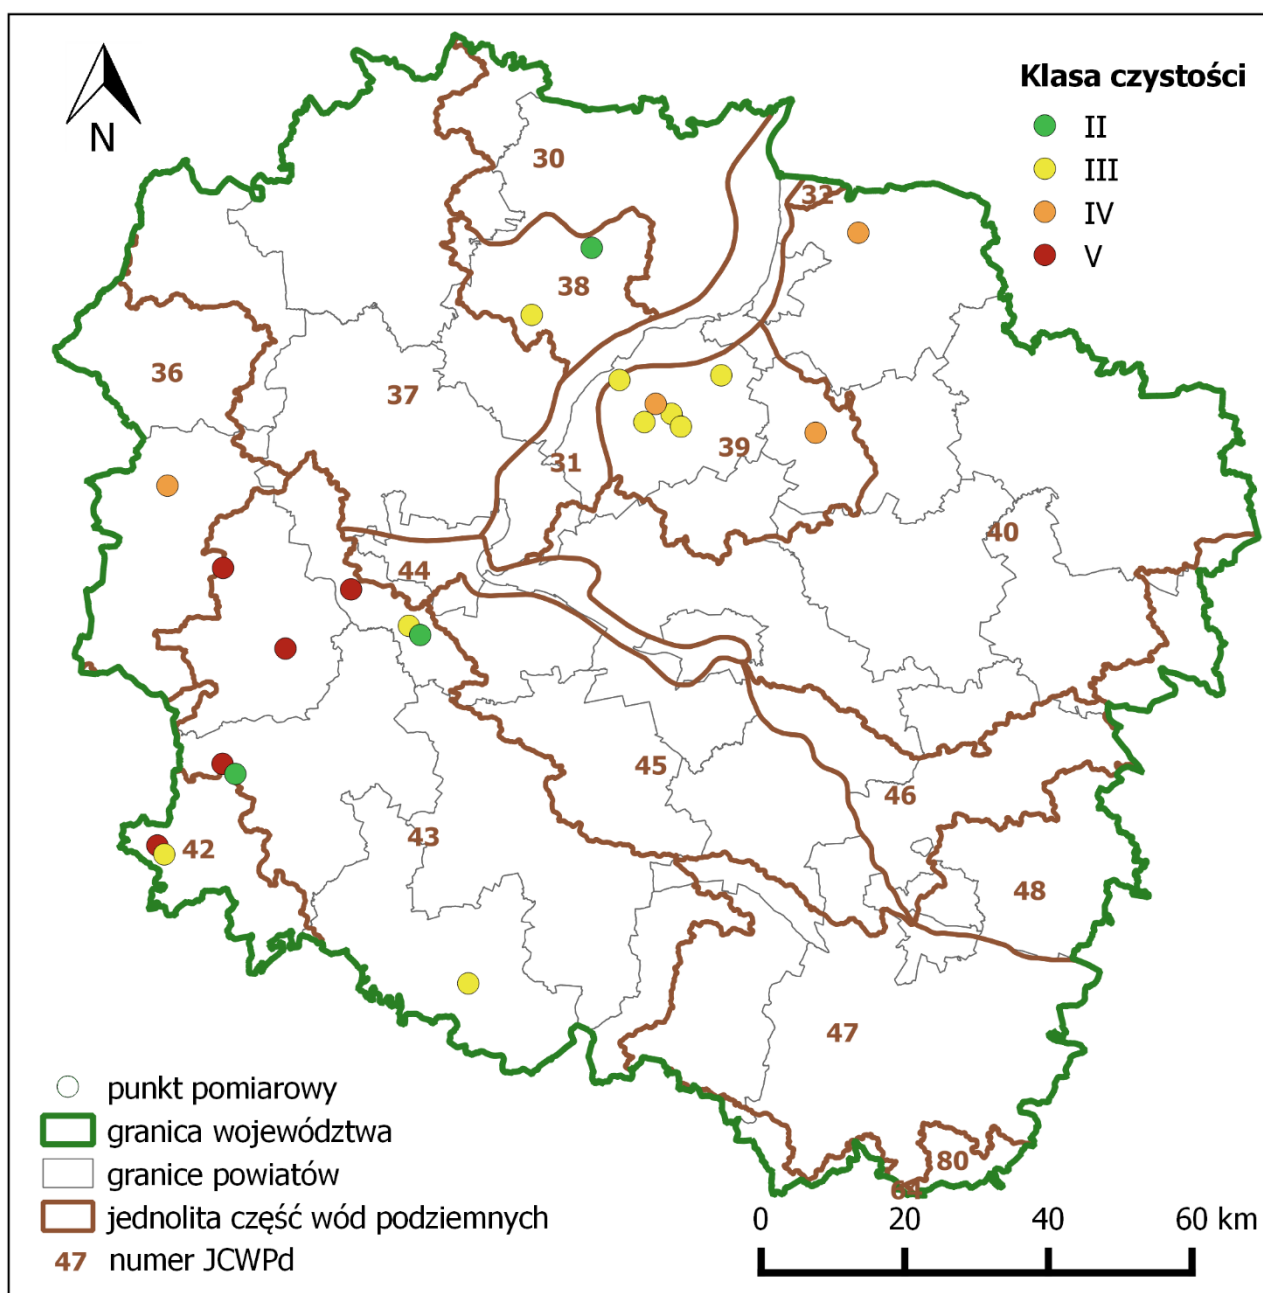 Klasa czystości
II
III
IV
V
N
30
32
38
36
37
39
31
40
44
45
46
43
42
48
47
80
64
punkt pomiarowy
granica województwa
granice powiatów
jednolita część wód podziemnych
47 numer JCWPd
0 20 40 60 km